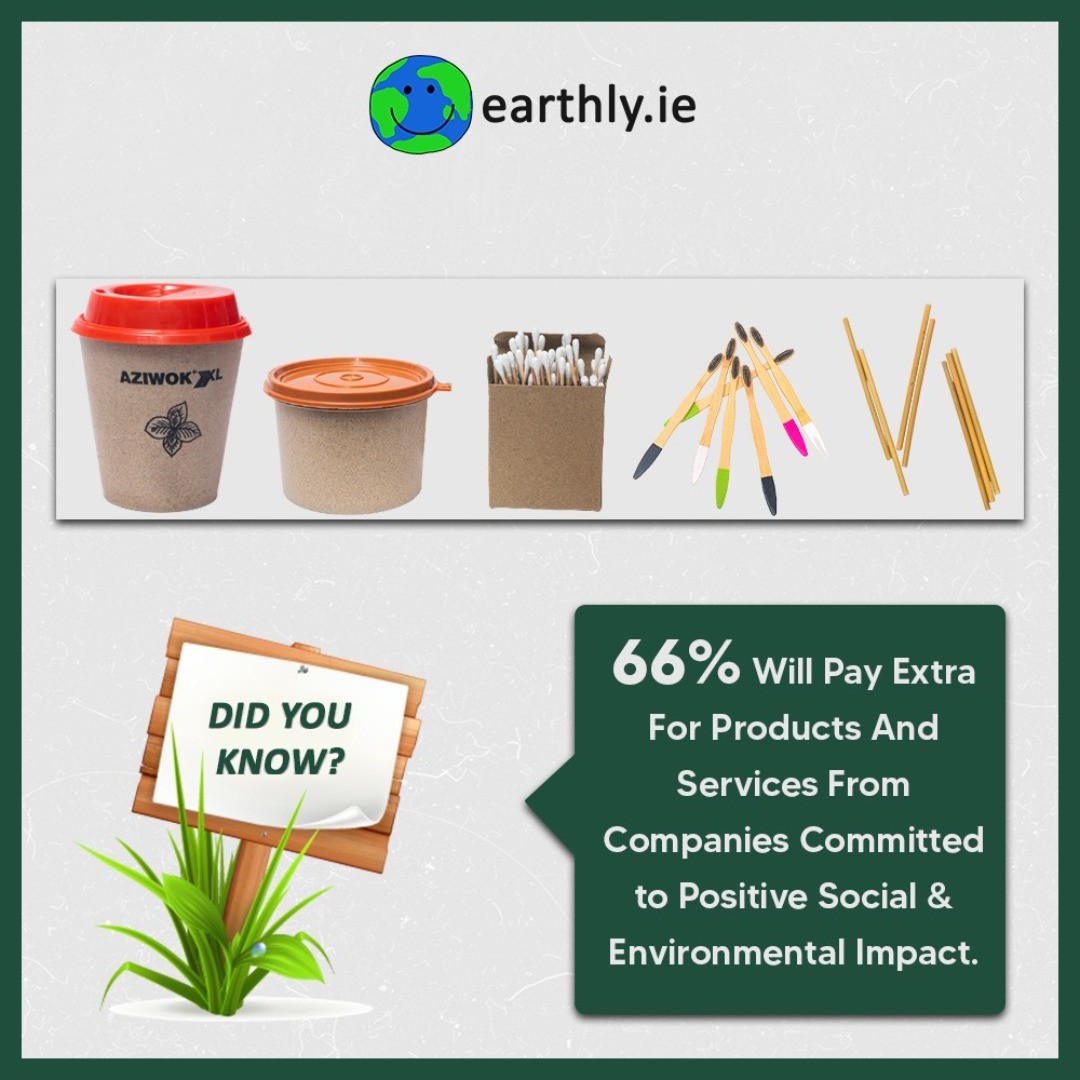 earthly.ie
AZIWOK XL
DID YOU
KNOW?
66% Will Pay Extra
For Products And
Services From
Companies Committed
to Positive Social &
Environmental Impact.